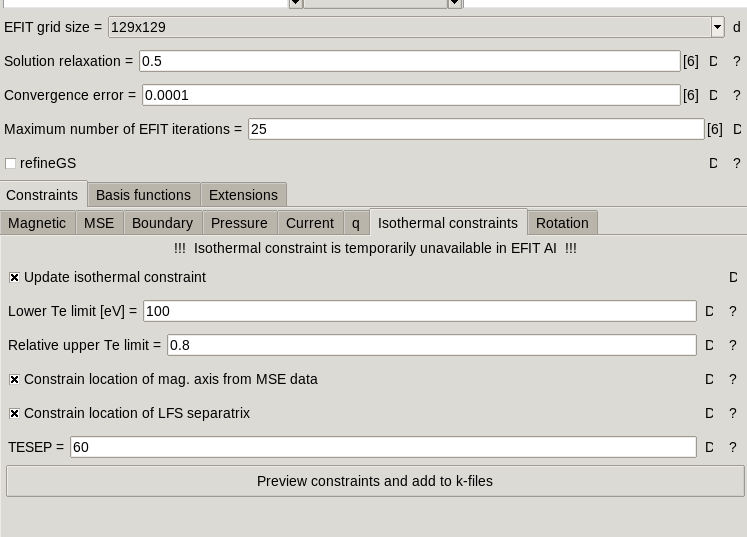 EFIT grid size = 129x129 d
Solution relaxation = 0.5 [6] D ?
Convergence error = 0.0001 [6] D ?
Maximum number of EFIT iterations = 25 [6] D
refineGS D ?
Constraints Basis functions Extensions
Magnetic MSE Boundary Pressure Current q Isothermal constraints Rotation
!!! Isothermal constraint is temporarily unavailable in EFIT AI !!!
Update isothermal constraint D
Lower Te limit [eV] = 100 D ?
Relative upper Te limit = 0.8 D ?
Constrain location of mag. axis from MSE data D ?
Constrain location of LFS separatrix D ?
TESEP = 60 D ?
Preview constraints and add to k-files